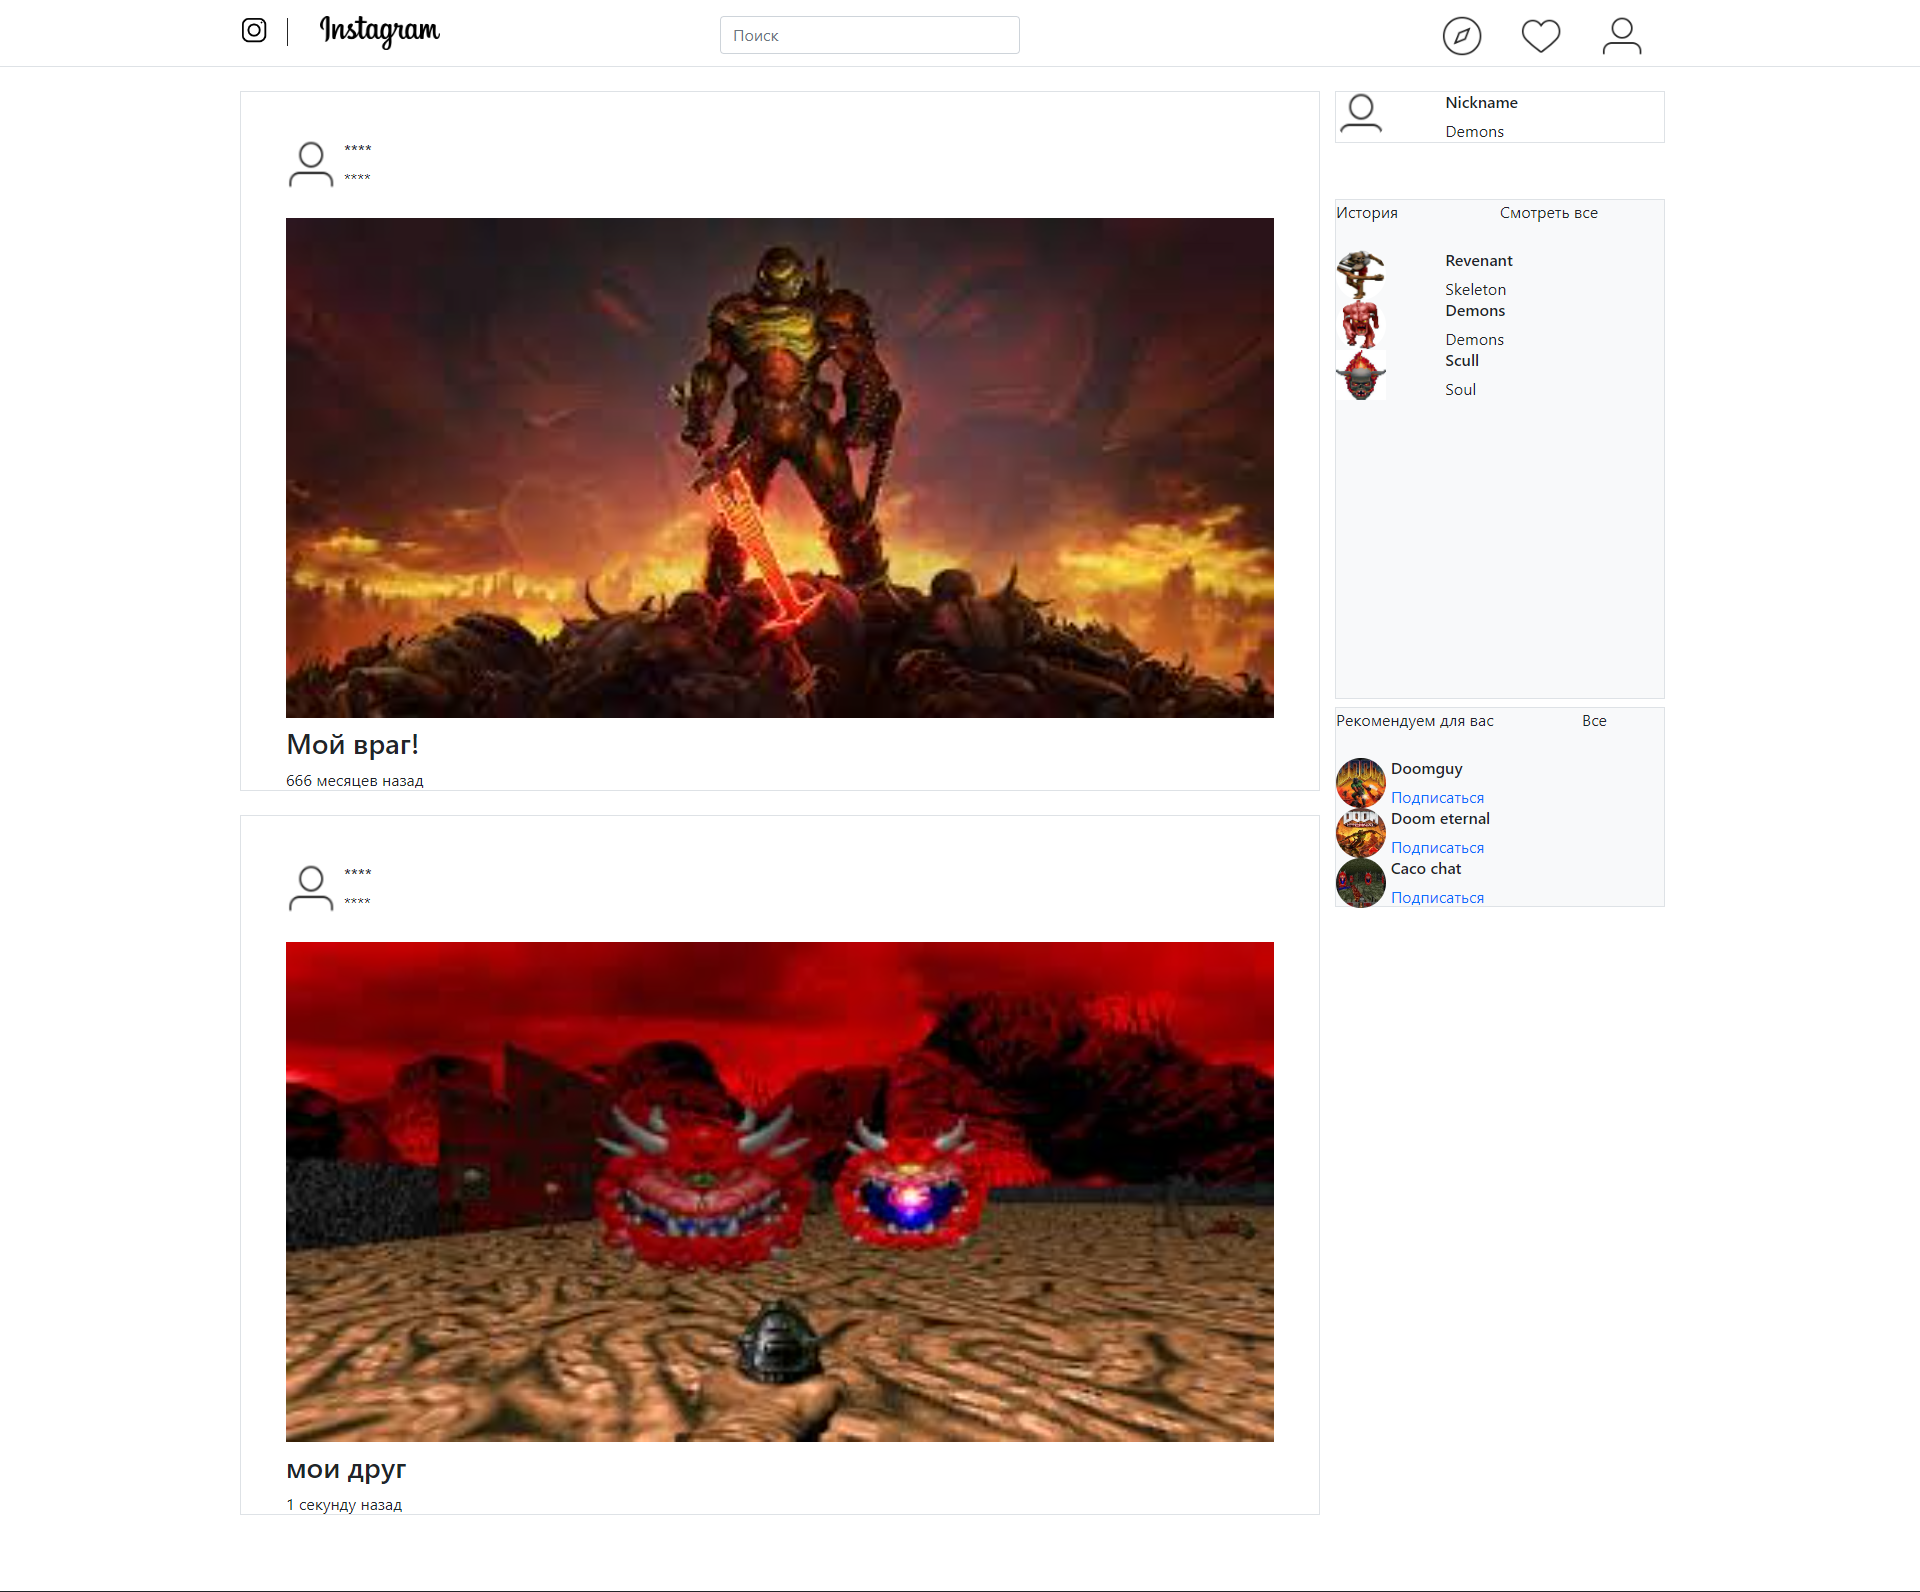 Instagram
Поиск
****
****
Мой враг!
666 месяцев назад
****
****
мои друг
1 секунду назад
Nickname
Demons
История Смотреть все
Revenant
Skeleton
Demons
Demons
Scull
Soul
Рекомендуем для вас Все
Doomguy
Подписаться
Doom eternal
Подписаться
Caco chat
Подписаться